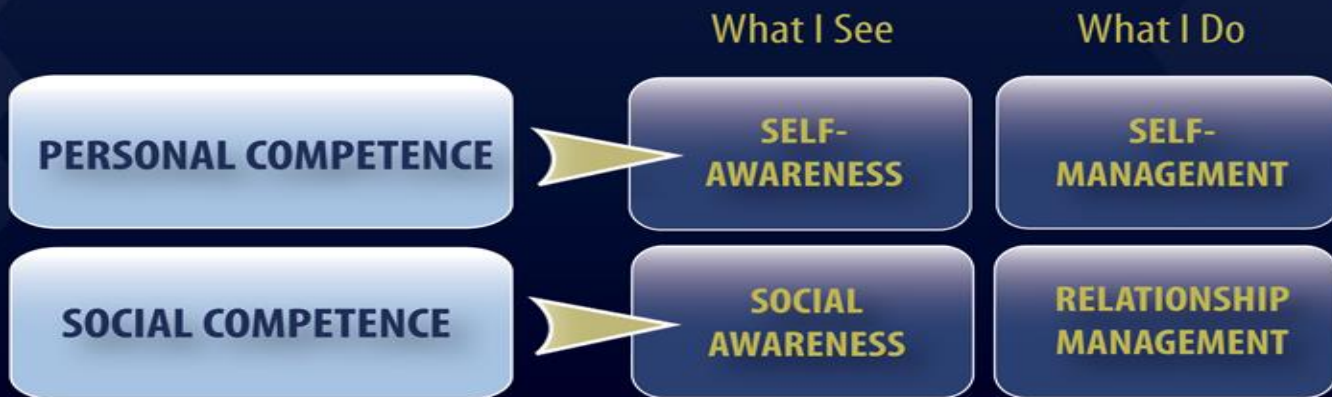 What I See What I Do
PERSONAL COMPETENCE
SELF-
AWARENESS
SELF-
MANAGEMENT
SOCIAL COMPETENCE
SOCIAL
AWARENESS
RELATIONSHIP
MANAGEMENT